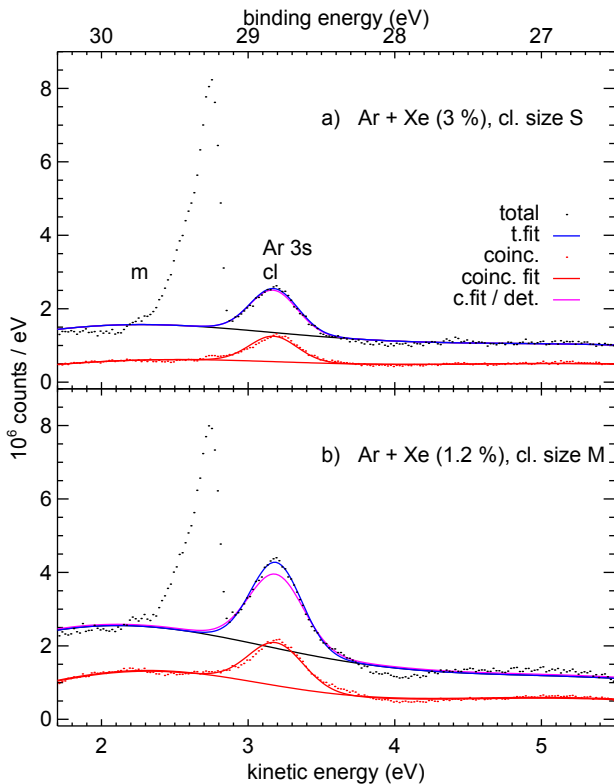 binding energy (eV)
30 29 28 27
8
a) Ar + Xe (3 %), cl. size S
6
total
t.fit
coinc.
coinc. fit
c.fit / det.
4
Ar 3s
m cl
2
0
10⁶ counts / eV
8
b) Ar + Xe (1.2 %), cl. size M
6
4
2
0
2 3 4 5
kinetic energy (eV)